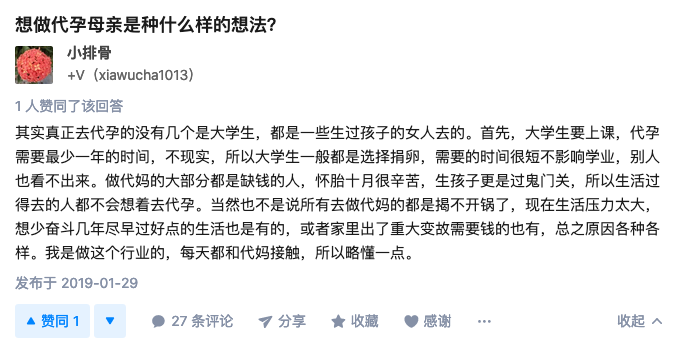 想做代孕母亲是种什么样的想法？
小排骨
+V（xiawucha1013）
1 人赞同了该回答
其实真正去代孕的没有几个是大学生，都是一些生过孩子的女人去的。首先，大学生要上课，代孕
需要最少一年的时间，不现实，所以大学生一般都是选择捐卵，需要的时间很短不影响学业，别人
也看不出来。做代妈的大部分都是缺钱的人，怀胎十月很辛苦，生孩子更是过鬼门关，所以生活过
得去的人都不会想着去代孕。当然也不是说所有去做代妈的都是揭不开锅了，现在生活压力太大，
想少奋斗几年尽早过好点的生活也是有的，或者家里出了重大变故需要钱的也有，总之原因各种各
样。我是做这个行业的，每天都和代妈接触，所以略懂一点。
发布于 2019-01-29
赞同 1 27 条评论 分享 收藏 感谢 ··· 收起